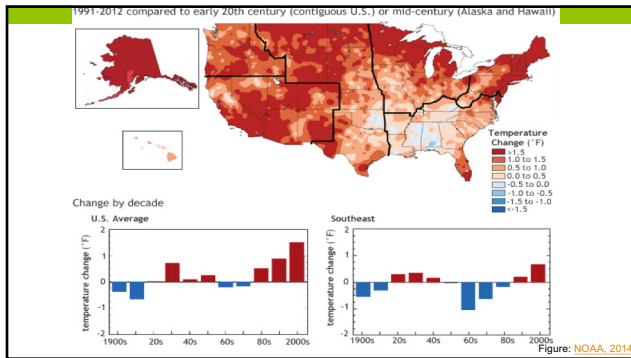 1991-2012 compared to early 20th century (contiguous U.S.) or mid-century (Alaska and Hawaii)
Temperature
Change (°F)
>1.5
1.0 to 1.5
0.5 to 1.0
0.0 to 0.5
-0.5 to 0.0
-1.0 to -0.5
-1.5 to -1.0
<-1.5
Change by decade
U.S. Average
temperature change (°F)
2
1
0
-1
-2
1900s
20s
40s
60s
80s
2000s
Southeast
temperature change (°F)
2
1
0
-1
-2
1900s
20s
40s
60s
80s
2000s
Figure: NOAA, 2014